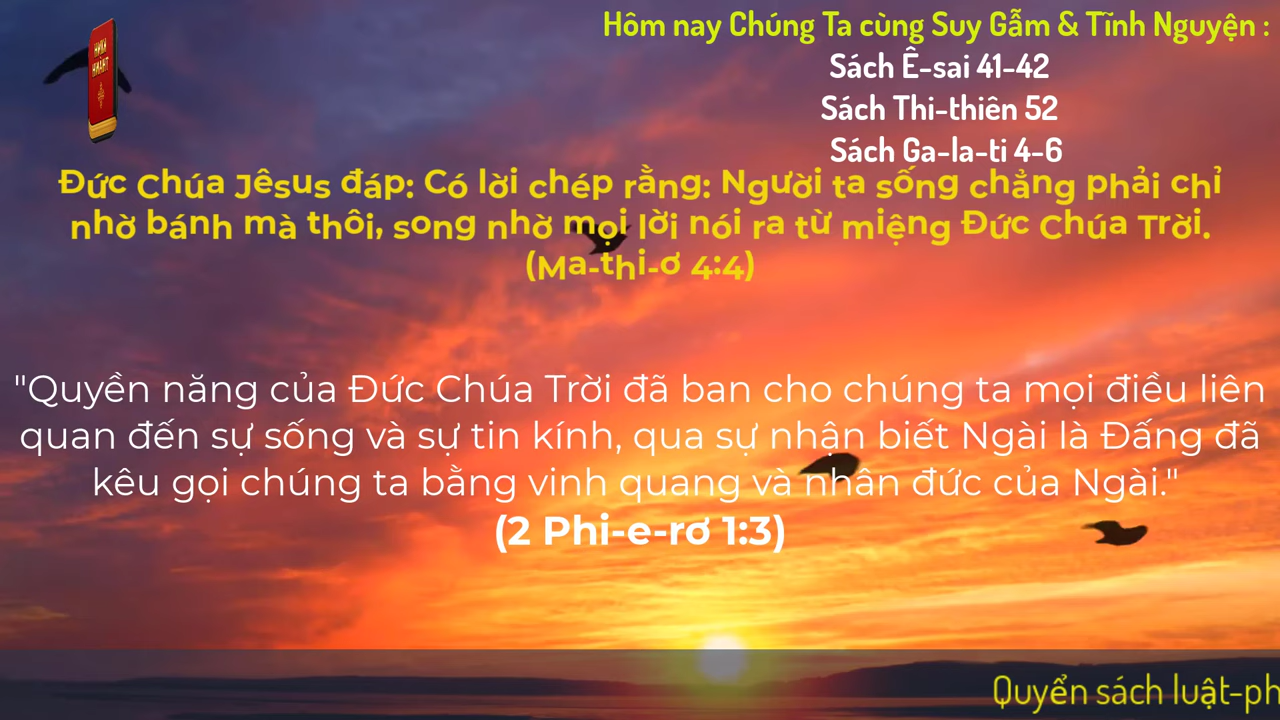 Hôm nay Chúng Ta cùng Suy Gẫm & Tĩnh Nguyện :
Sách Ê-sai 41-42
Sách Thi-thiên 52
Sách Ga-la-ti 4-6
Đức Chúa Jêsus đáp: Có lời chép rằng: Người ta sống chẳng phải chỉ
nhờ bánh mà thôi, song nhờ mọi lời nói ra từ miệng Đức Chúa Trời.
(Ma-thi-ơ 4:4)
"Quyền năng của Đức Chúa Trời đã ban cho chúng ta mọi điều liên
quan đến sự sống và sự tin kính, qua sự nhận biết Ngài là Đấng đã
kêu gọi chúng ta bằng vinh quang và nhân đức của Ngài."
(2 Phi-e-rơ 1:3)
Quyển sách luật-ph